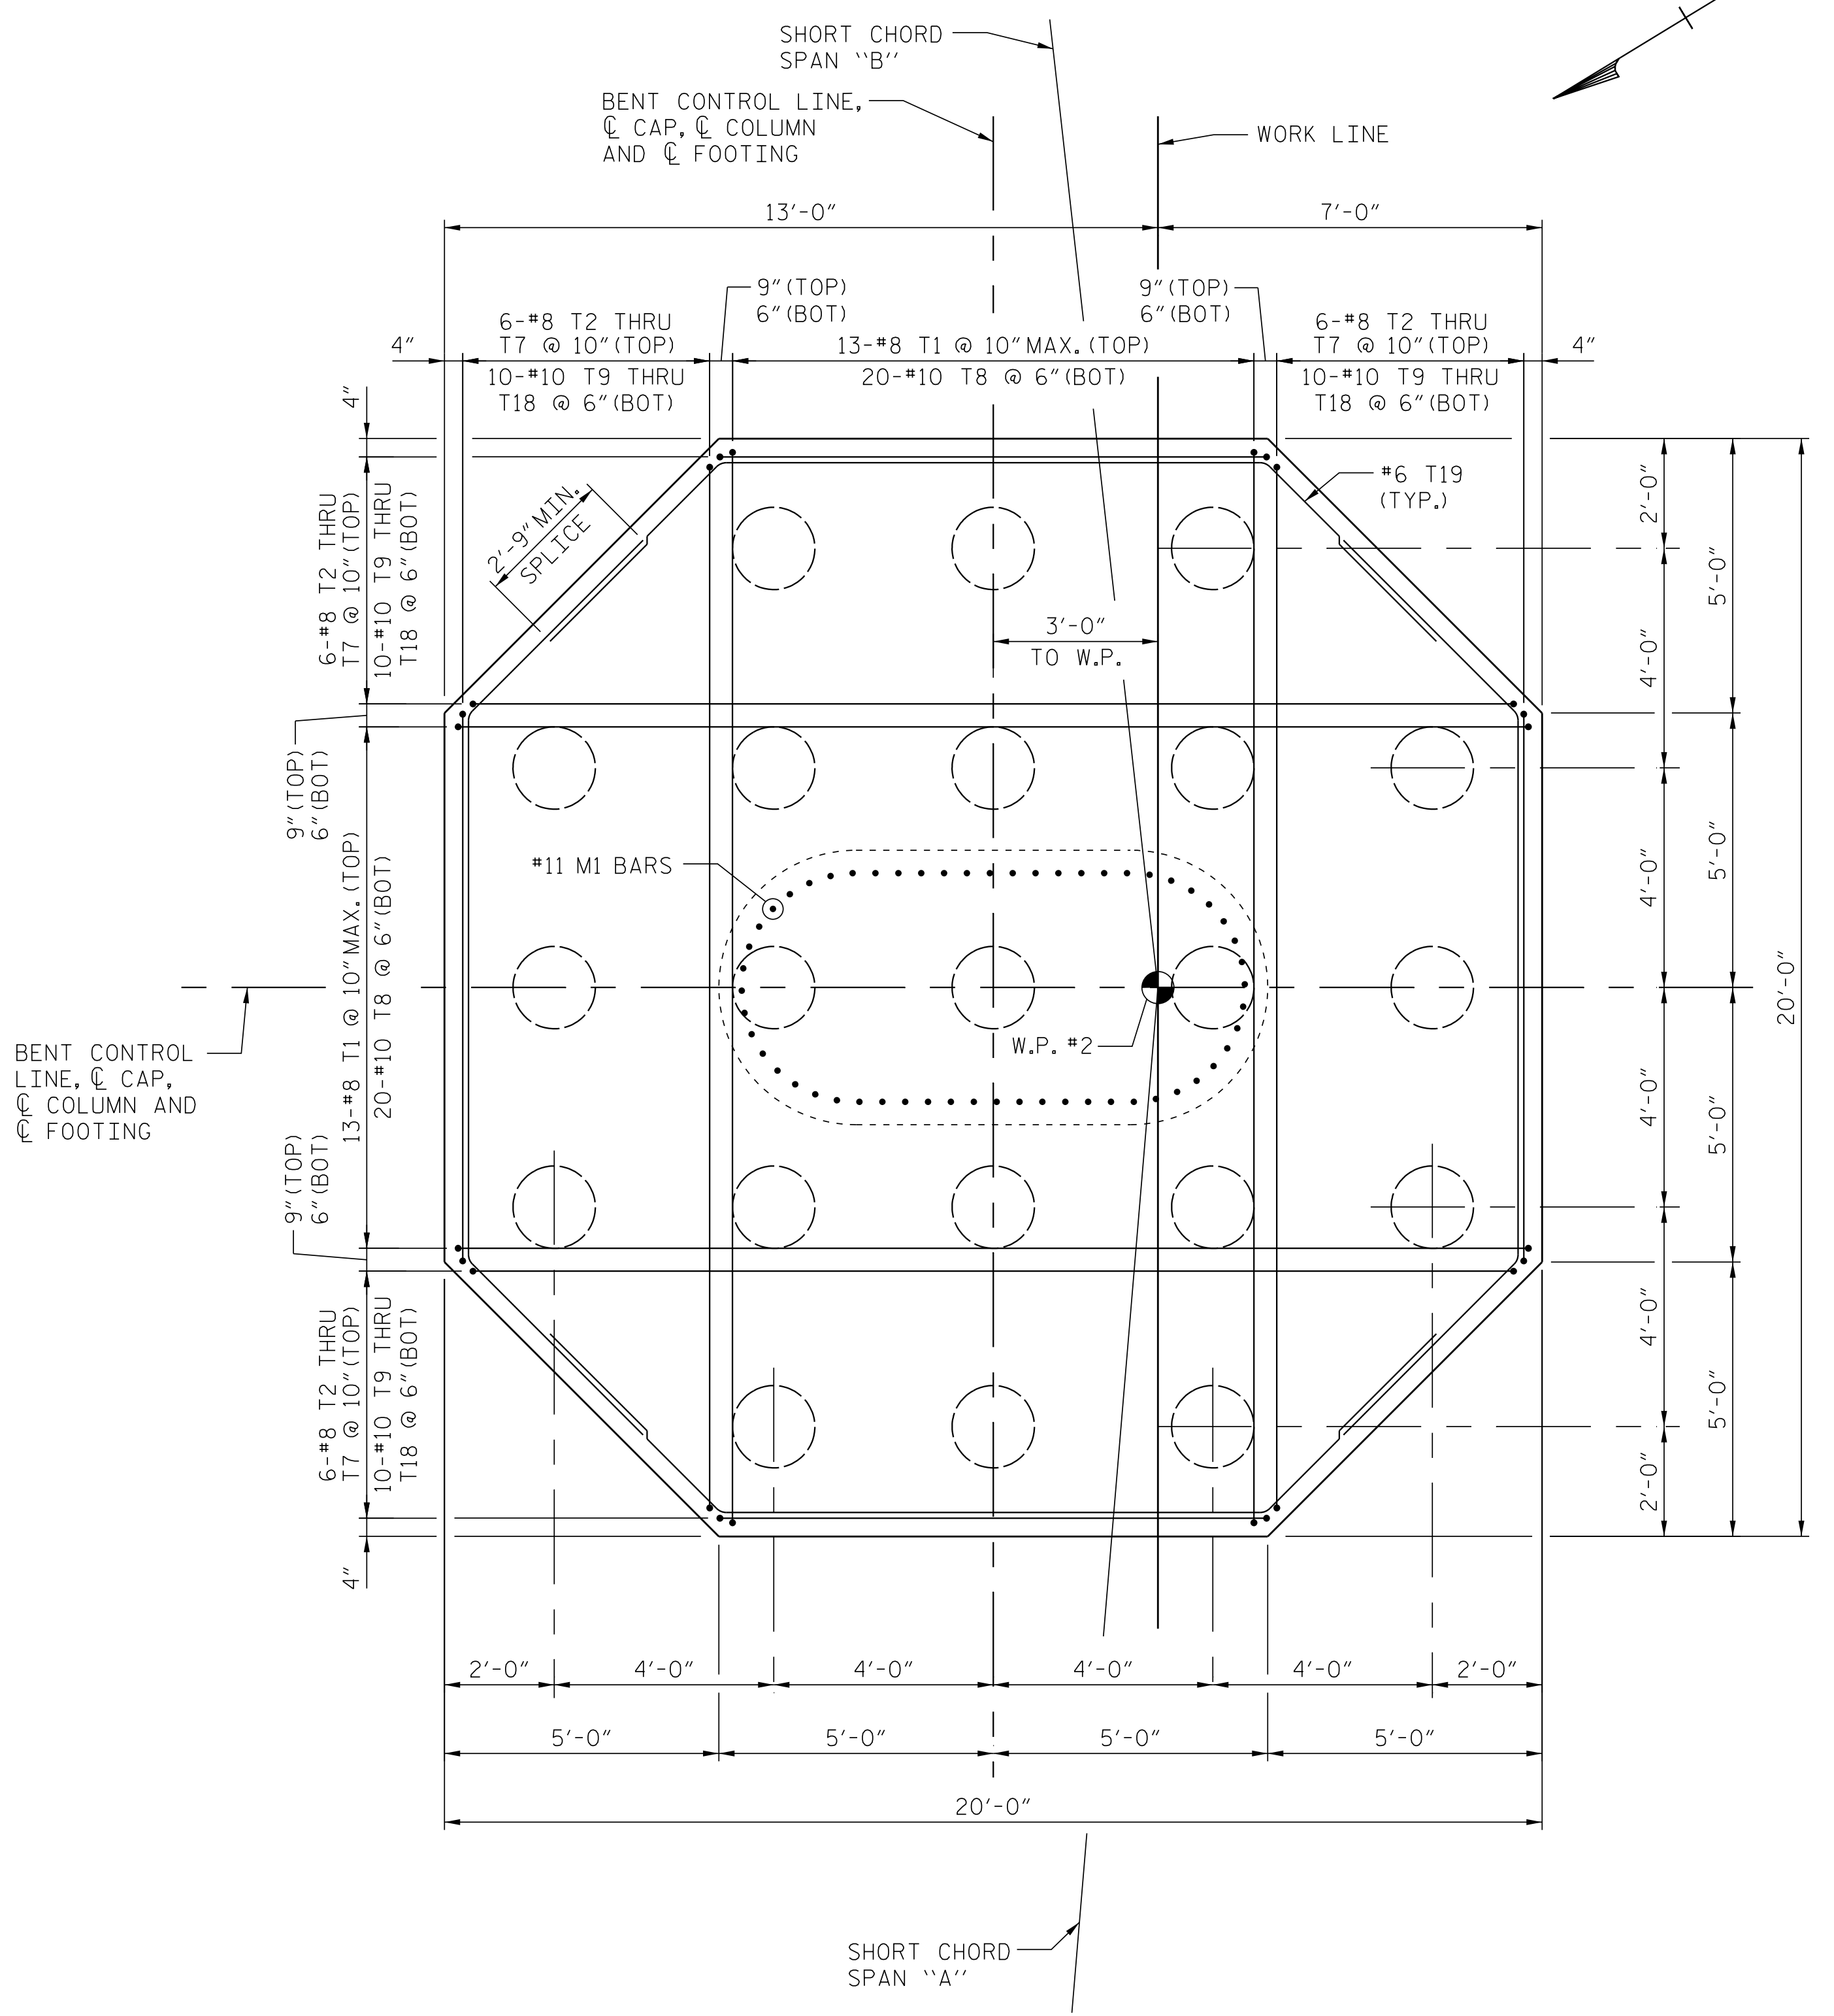 SHORT CHORD
SPAN "B"
BENT CONTROL LINE,
℄ CAP, ℄ COLUMN
AND ℄ FOOTING
WORK LINE
13'-0"
7'-0"
9"(TOP)
6"(BOT)
9"(TOP)
6"(BOT)
4"
6-#8 T2 THRU
T7 @ 10"(TOP)
10-#10 T9 THRU
T18 @ 6"(BOT)
13-#8 T1 @ 10"MAX.(TOP)
20-#10 T8 @ 6"(BOT)
6-#8 T2 THRU
T7 @ 10"(TOP)
10-#10 T9 THRU
T18 @ 6"(BOT)
4"
4"
6-#8 T2 THRU
T7 @ 10"(TOP)
10-#10 T9 THRU
T18 @ 6"(BOT)
2'-9"MIN.
SPLICE
#6 T19
(TYP.)
3'-0"
TO W.P.
9"(TOP)
6"(BOT)
#11 M1 BARS
13-#8 T1 @ 10"MAX.(TOP)
20-#10 T8 @ 6"(BOT)
W.P. #2
BENT CONTROL
LINE, ℄ CAP,
℄ COLUMN AND
℄ FOOTING
9"(TOP)
6"(BOT)
6-#8 T2 THRU
T7 @ 10"(TOP)
10-#10 T9 THRU
T18 @ 6"(BOT)
4"
2'-0"
4'-0"
4'-0"
4'-0"
4'-0"
2'-0"
5'-0"
5'-0"
5'-0"
5'-0"
20'-0"
2'-0"
4'-0"
4'-0"
4'-0"
4'-0"
2'-0"
5'-0"
5'-0"
5'-0"
5'-0"
20'-0"
SHORT CHORD
SPAN "A"